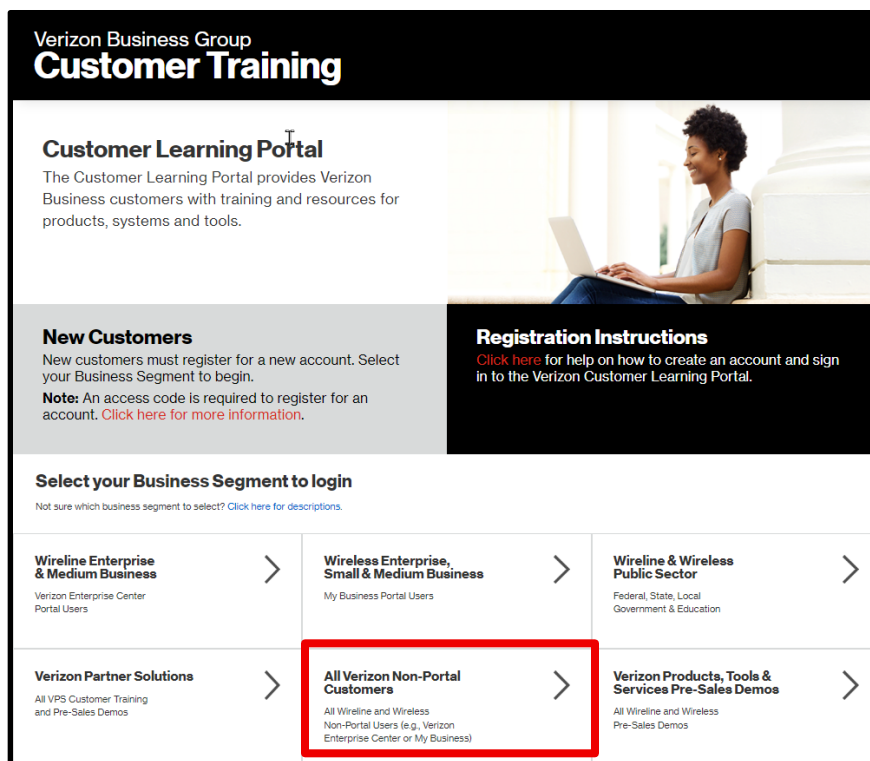 Verizon Business Group
Customer Training
Customer Learning Portal
The Customer Learning Portal provides Verizon
Business customers with training and resources for
products, systems and tools.
New Customers
New customers must register for a new account. Select
your Business Segment to begin.
Note: An access code is required to register for an
account. Click here for more information.
Registration Instructions
Click here for help on how to create an account and sign
in to the Verizon Customer Learning Portal.
Select your Business Segment to login
Not sure which business segment to select? Click here for descriptions.
Wireline Enterprise
& Medium Business
Verizon Enterprise Center
Portal Users
Wireless Enterprise,
Small & Medium Business
My Business Portal Users
Wireline & Wireless
Public Sector
Federal, State, Local
Government & Education
Verizon Partner Solutions
All VPS Customer Training
and Pre-Sales Demos
All Verizon Non-Portal
Customers
All Wireline and Wireless
Non-Portal Users (e.g., Verizon
Enterprise Center or My Business)
Verizon Products, Tools &
Services Pre-Sales Demos
All Wireline and Wireless
Pre-Sales Demos